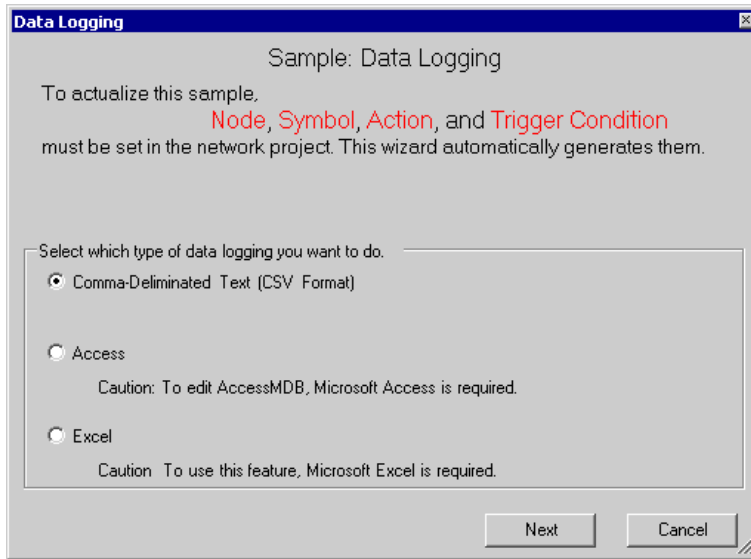 Data Logging
Sample: Data Logging
To actualize this sample,
Node, Symbol, Action, and Trigger Condition
must be set in the network project. This wizard automatically generates them.
Select which type of data logging you want to do.
Comma-Deliminated Text (CSV Format)
Access
Caution: To edit AccessMDB, Microsoft Access is required.
Excel
Caution To use this feature, Microsoft Excel is required.
Next
Cancel